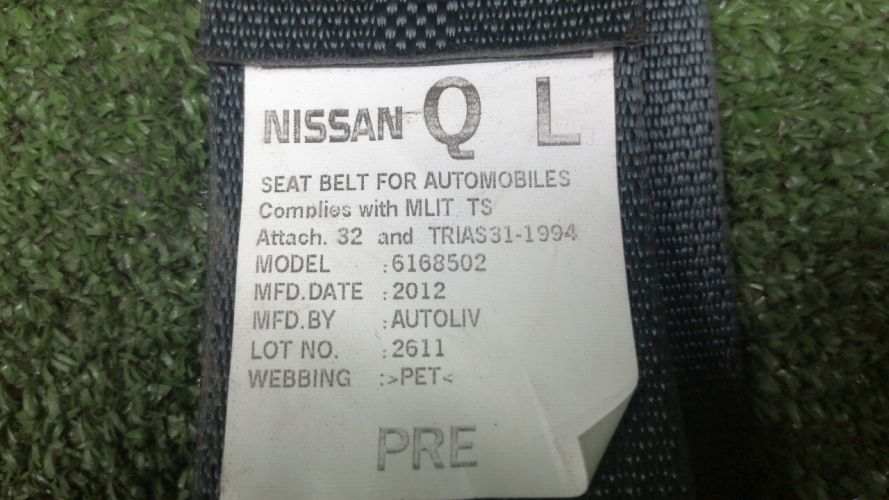 NISSAN Q L
SEAT BELT FOR AUTOMOBILES
Complies with MLIT TS
Attach. 32 and TRIAS31-1994
MODEL :6168502
MFD.DATE :2012
MFD.BY :AUTOLIV
LOT NO. :2611
WEBBING :>PET<
PRE